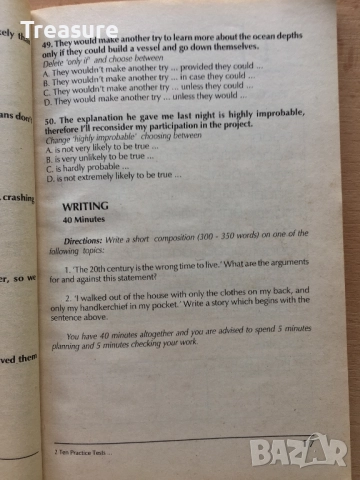 Treasure
Cove
kely that
ans don't
crashing
er, so we
ved them
49. They would make another try to learn more about the ocean depths
only if they could build a vessel and go down themselves.
Delete 'only if' and choose between
A. They wouldn't make another try ... provided they could ...
B. They wouldn't make another try ... in case they could ...
C. They wouldn't make another try ... unless they could ...
D. They wouldn't make another try ... unless they would ...
50. The explanation he gave me last night is highly improbable,
therefore I'll reconsider my participation in the project.
Change 'highly improbable' choosing between
A. is not very likely to be true ...
B. is very unlikely to be true ...
C. is hardly probable ...
D. is not extremely likely to be true ...
WRITING
40 Minutes
Directions: Write a short composition (300 - 350 words) on one of the
following topics:
1. 'The 20th century is the wrong time to live.' What are the arguments
for and against this statement?
2. 'I walked out of the house with only the clothes on my back, and
only my handkerchief in my pocket.' Write a story which begins with the
sentence above.
You have 40 minutes altogether and you are advised to spend 5 minutes
planning and 5 minutes checking your work.
2 Ten Practice Tests...
17
BAZAR